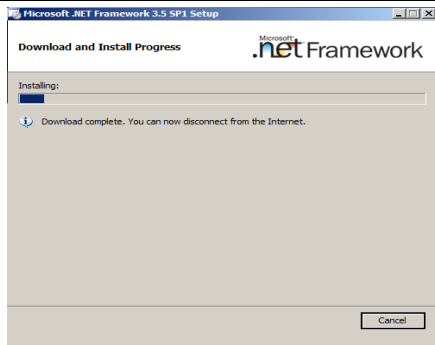 Microsoft .NET Framework 3.5 SP1 Setup
Download and Install Progress
Microsoft
.net Framework
Installing:
Download complete. You can now disconnect from the Internet.
Cancel